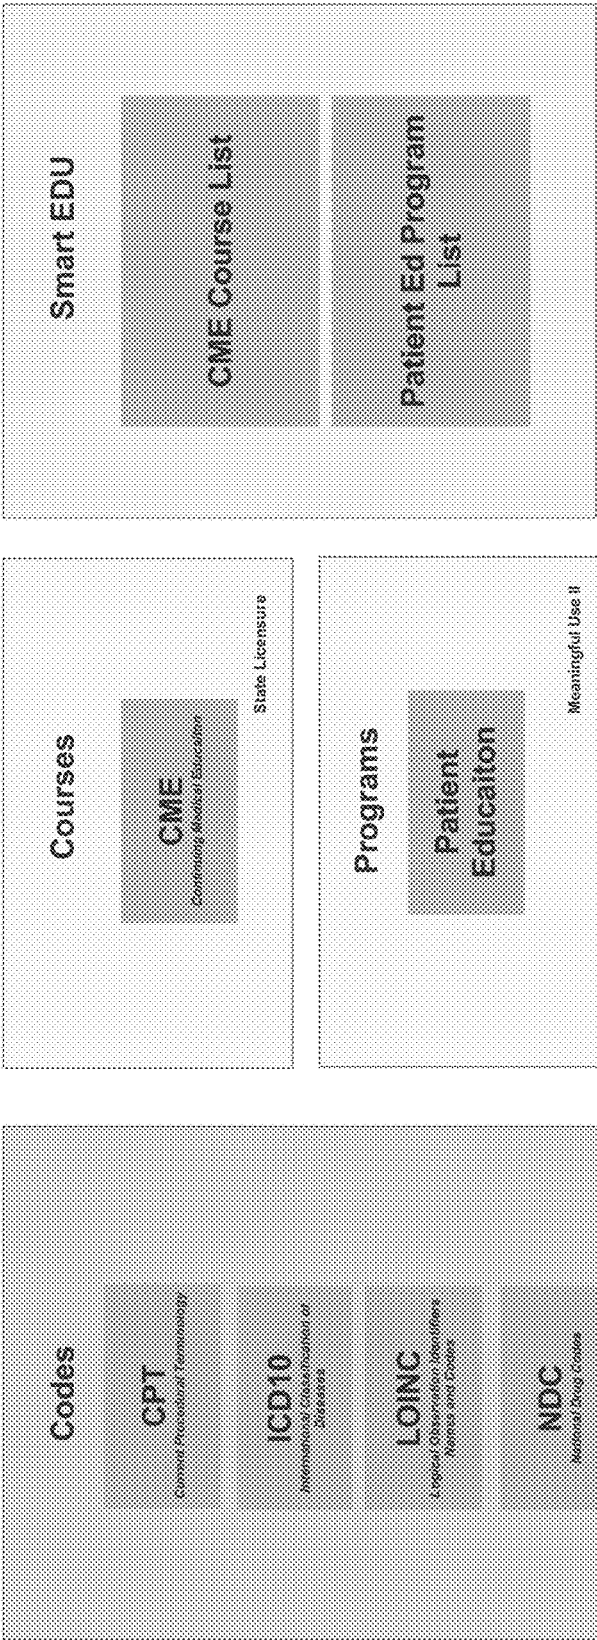 Codes
CPT
Current Procedural Terminology
ICD10
International Classification of
Diseases
LOINC
Logical Observation Identifiers
Names and Codes
NDC
National Drug Codes
Courses
CME
Continuing Medical Educaiton
State Licensure
Programs
Patient
Educaiton
Meaningful Use II
Smart EDU
CME Course List
Patient Ed Program
List